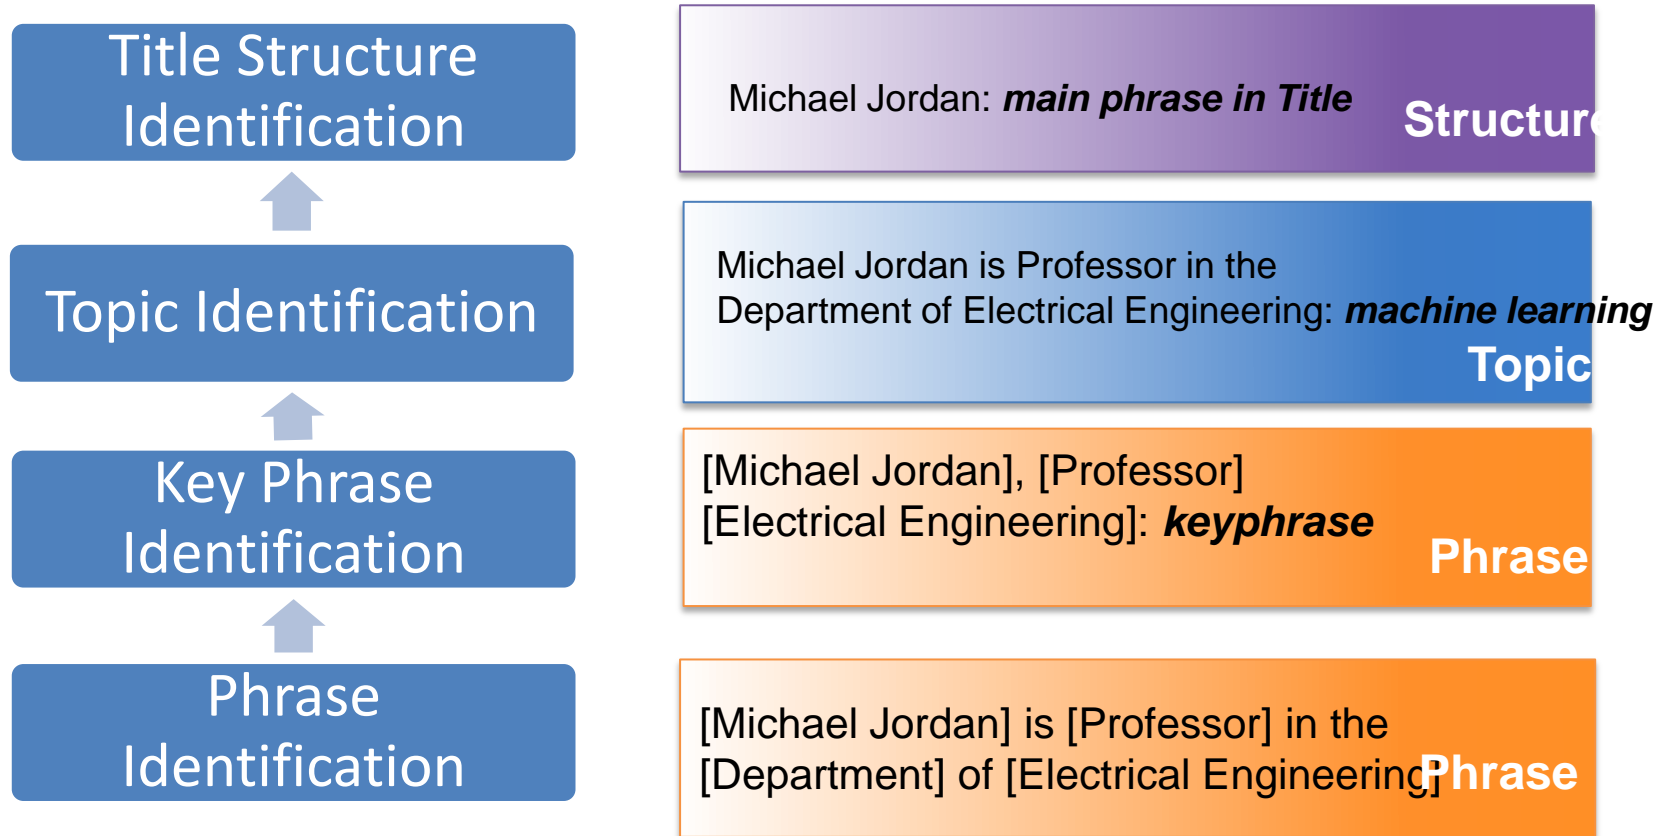 Title Structure
Identification
Michael Jordan: main phrase in Title
Structure
Topic Identification
Michael Jordan is Professor in the
Department of Electrical Engineering: machine learning
Topic
Key Phrase
Identification
[Michael Jordan], [Professor]
[Electrical Engineering]: keyphrase
Phrase
Phrase
Identification
[Michael Jordan] is [Professor] in the
[Department] of [Electrical Engineering]
Phrase